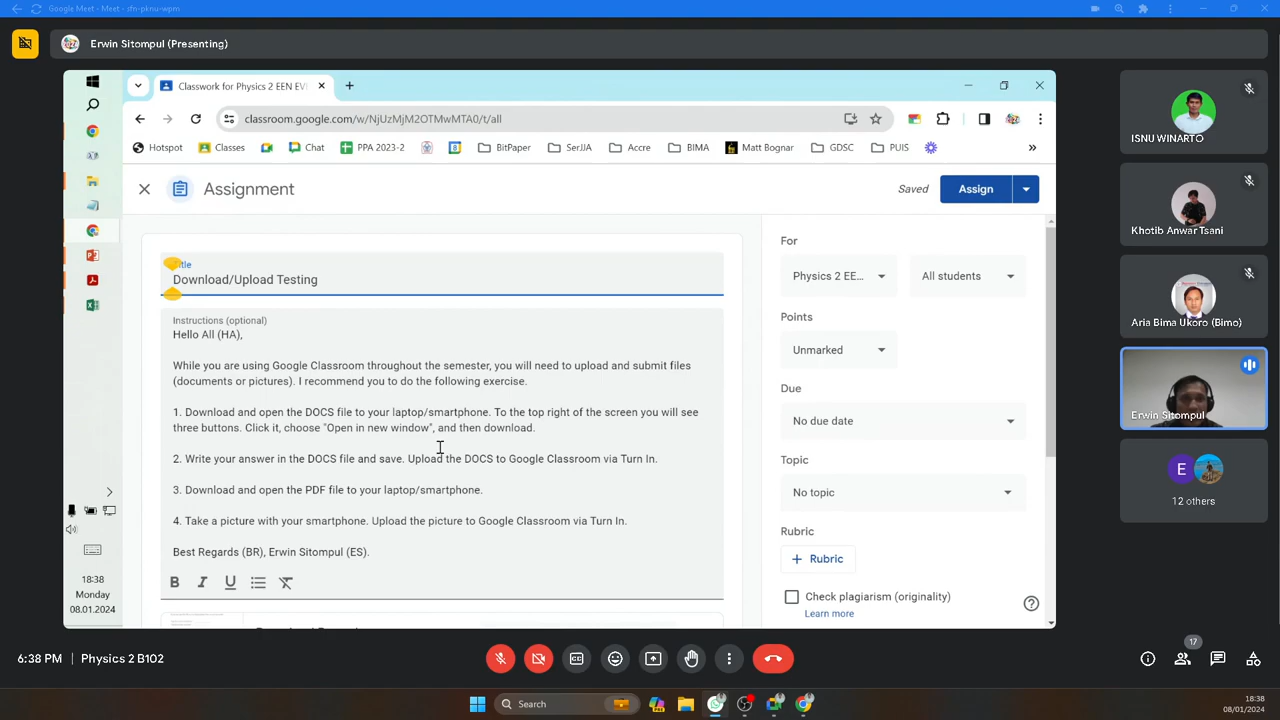 Google Meet - Meet - sfn-pknu-wpm
Erwin Sitompul (Presenting)
Classwork for Physics 2 EEN EVE
classroom.google.com/w/NjUzMjM2OTMwMTA0/t/all
Hotspot
Classes
Chat
PPA 2023-2
BitPaper
SerJJA
Accre
BIMA
Matt Bognar
GDSC
PUIS
Assignment
Saved
Assign
Title
Download/Upload Testing
Instructions (optional)
Hello All (HA),
While you are using Google Classroom throughout the semester, you will need to upload and submit files
(documents or pictures). I recommend you to do the following exercise.
1. Download and open the DOCS file to your laptop/smartphone. To the top right of the screen you will see
three buttons. Click it, choose "Open in new window", and then download.
2. Write your answer in the DOCS file and save. Upload the DOCS to Google Classroom via Turn In.
3. Download and open the PDF file to your laptop/smartphone.
4. Take a picture with your smartphone. Upload the picture to Google Classroom via Turn In.
Best Regards (BR), Erwin Sitompul (ES).
B I U
For
Physics 2 EE...
All students
Points
Unmarked
Due
No due date
Topic
No topic
Rubric
+ Rubric
Check plagiarism (originality)
Learn more
18:38
Monday
08.01.2024
ISNU WINARTO
Khotib Anwar Tsani
Aria Bima Ukoro (Bimo)
Erwin Sitompul
E
12 others
6:38 PM | Physics 2 B102
17
Search
18:38
08/01/2024